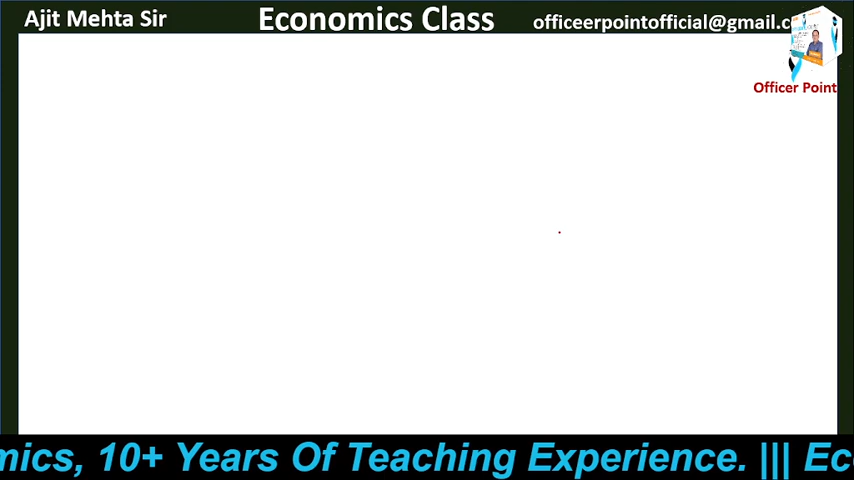 Ajit Mehta Sir
Economics Class
officeerpointofficial@gmail.c
Officer Point
mics, 10+ Years Of Teaching Experience. ||| Ec